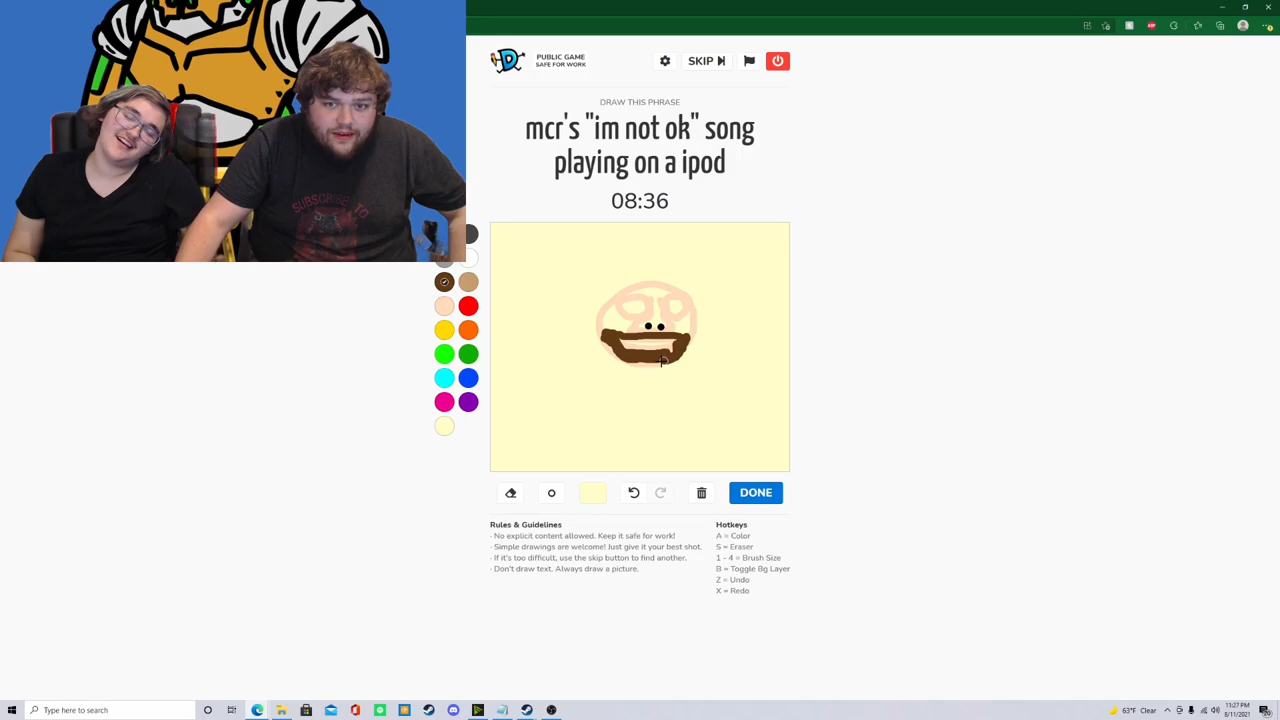 PUBLIC GAME
SAFE FOR WORK
SKIP
DRAW THIS PHRASE
mcr's "im not ok" song
playing on a ipod
08:36
SUBSCRIBE TO
DONE
Rules & Guidelines
· No explicit content allowed. Keep it safe for work!
· Simple drawings are welcome! Just give it your best shot.
· If it's too difficult, use the skip button to find another.
· Don't draw text. Always draw a picture.
Hotkeys
A = Color
S = Eraser
1 - 4 = Brush Size
B = Toggle Bg Layer
Z = Undo
X = Redo
Type here to search
63°F Clear
11:27 PM
8/11/2021